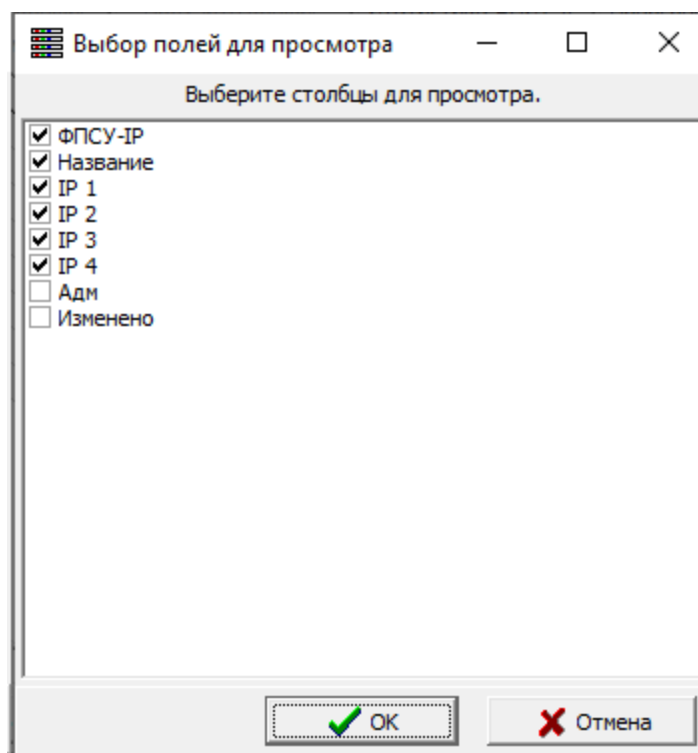 Выбор полей для просмотра
Выберите столбцы для просмотра.
ФПСУ-IP
Название
IP 1
IP 2
IP 3
IP 4
Адм
Изменено
OK
Отмена